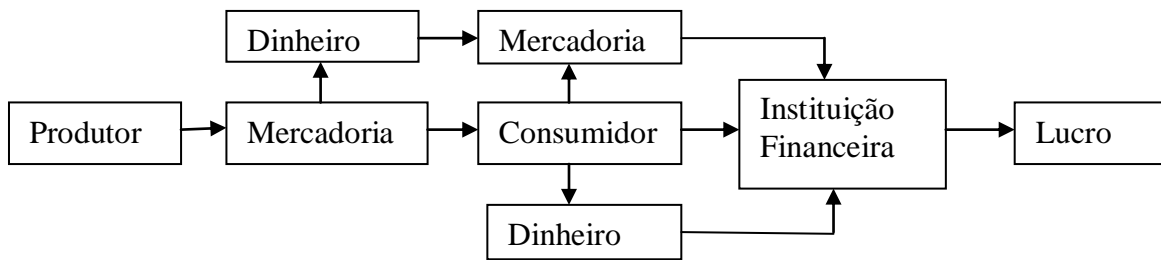 Dinheiro
Mercadoria
Produtor
Mercadoria
Consumidor
Instituição
Financeira
Lucro
Dinheiro